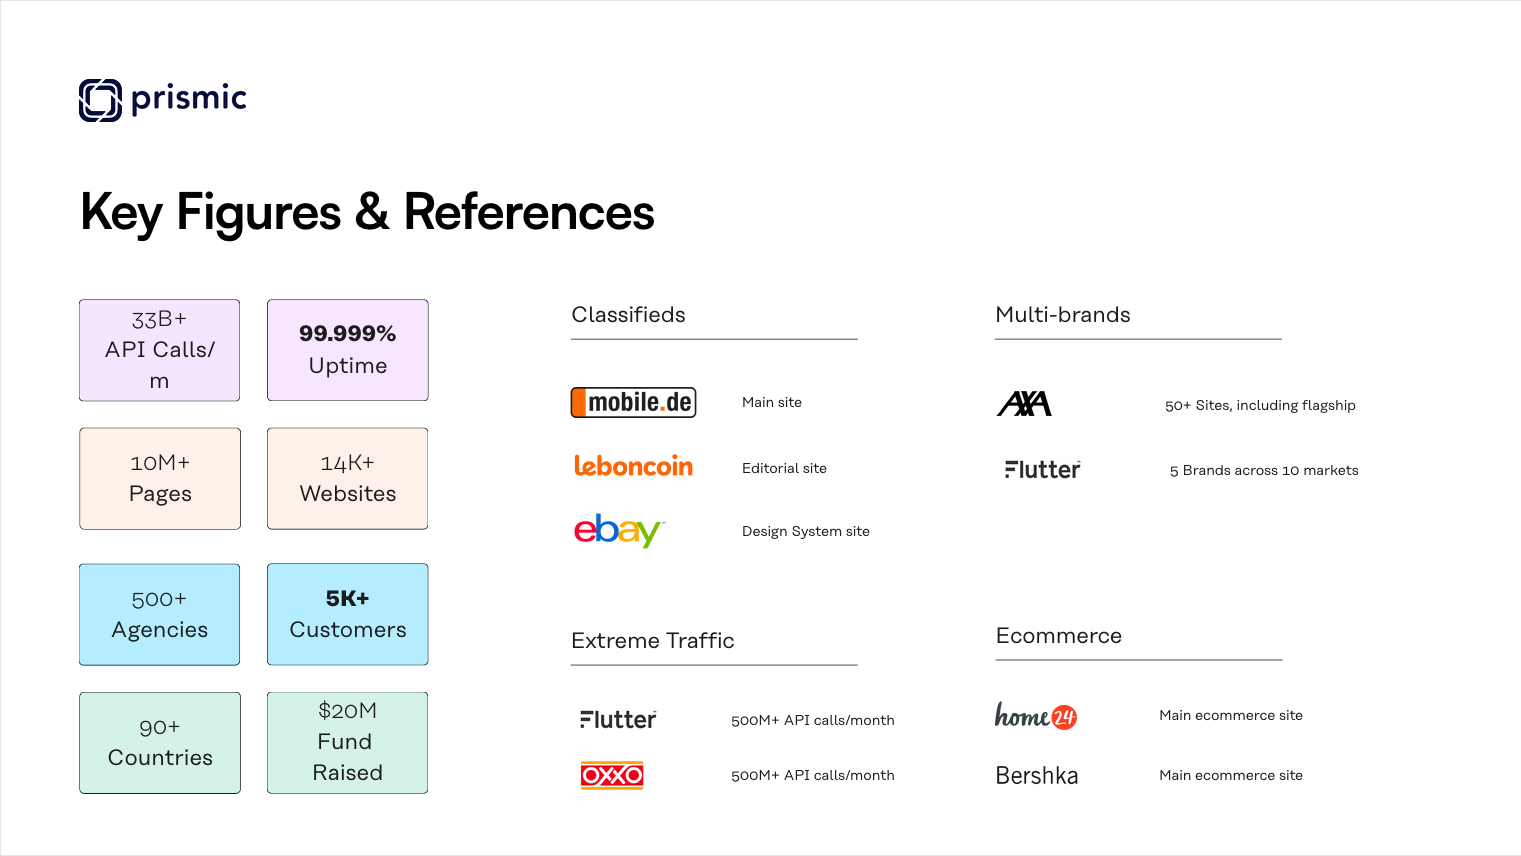 prismic
Key Figures & References
33B+
API Calls/
m
99.999%
Uptime
10M+
Pages
14K+
Websites
500+
Agencies
5K+
Customers
90+
Countries
$20M
Fund
Raised
Classifieds
mobile.de
Main site
leboncoin
Editorial site
ebay™
Design System site
Multi-brands
AXA
50+ Sites, including flagship
Flutter™
5 Brands across 10 markets
Extreme Traffic
Flutter™
500M+ API calls/month
OXXO
500M+ API calls/month
Ecommerce
home24
Main ecommerce site
Bershka
Main ecommerce site